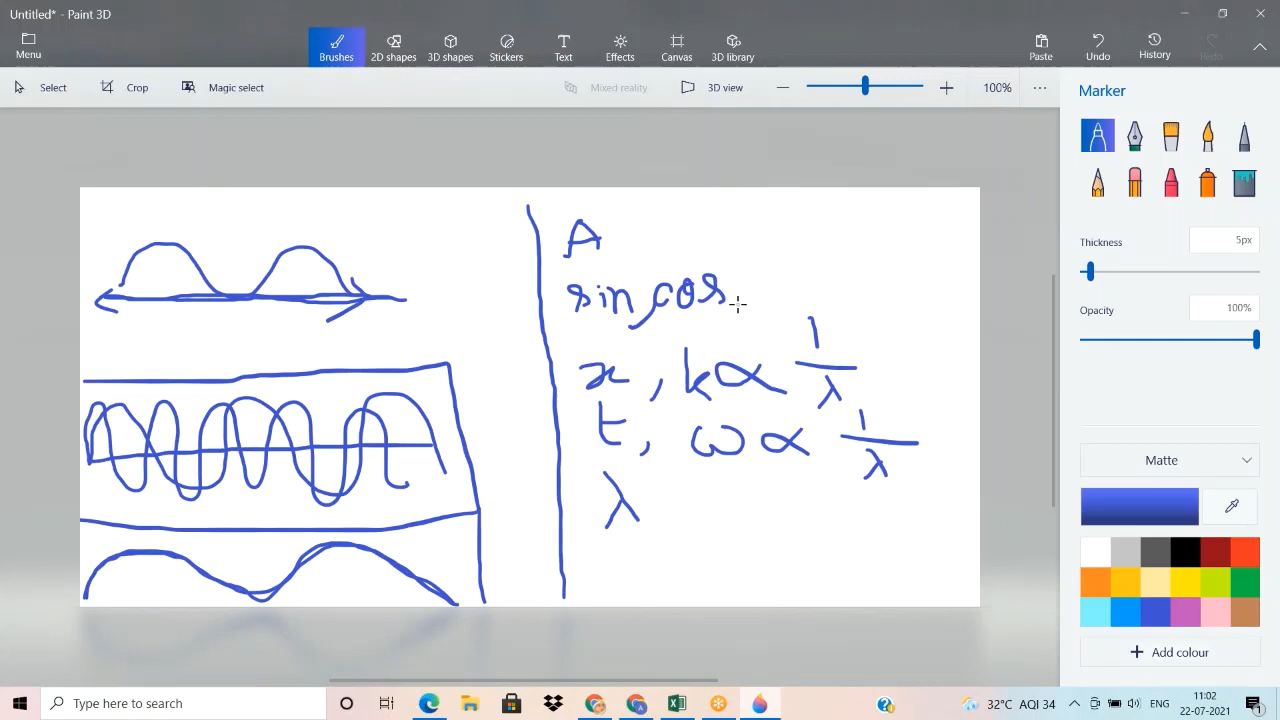 Untitled* - Paint 3D
Menu
Brushes
2D shapes
3D shapes
Stickers
Text
Effects
Canvas
3D library
Paste
Undo
History
Redo
Select
Crop
Magic select
Mixed reality
3D view
100%
Marker
Thickness
5px
Opacity
100%
Matte
Add colour
A
sin, cos
x, k∝ 1/λ
t, ω∝ 1/λ
λ
Type here to search
32°C AQI 34
ENG
11:02
22-07-2021
1